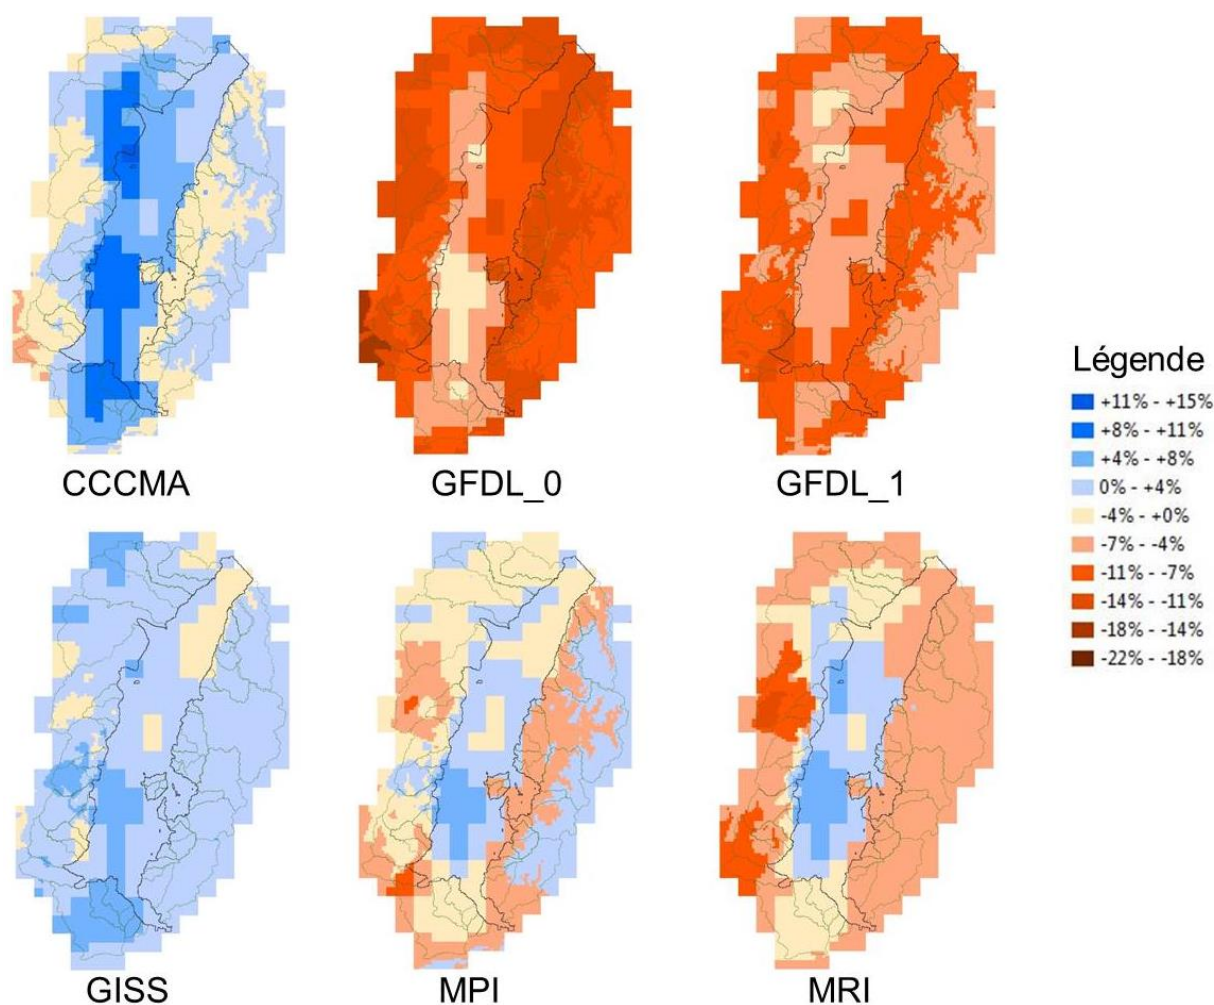 CCCMA
GFDL_0
GFDL_1
Légende
+11% - +15%
+8% - +11%
+4% - +8%
0% - +4%
-4% - +0%
-7% - -4%
-11% - -7%
-14% - -11%
-18% - -14%
-22% - -18%
GISS
MPI
MRI